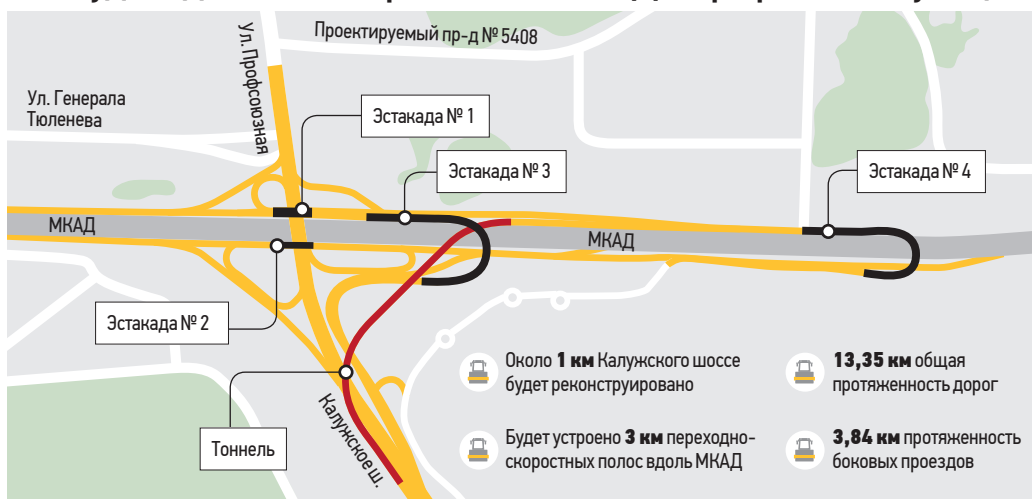 Проектируемый пр-д № 5408
Ул. Профсоюзная
Ул. Генерала
Тюленева
Эстакада № 1
Эстакада № 3
Эстакада № 4
МКАД
МКАД
Эстакада № 2
Тоннель
Калужское ш.
Около 1 км Калужского шоссе
будет реконструировано
13,35 км общая
протяженность дорог
Будет устроено 3 км переходно-
скоростных полос вдоль МКАД
3,84 км протяженность
боковых проездов